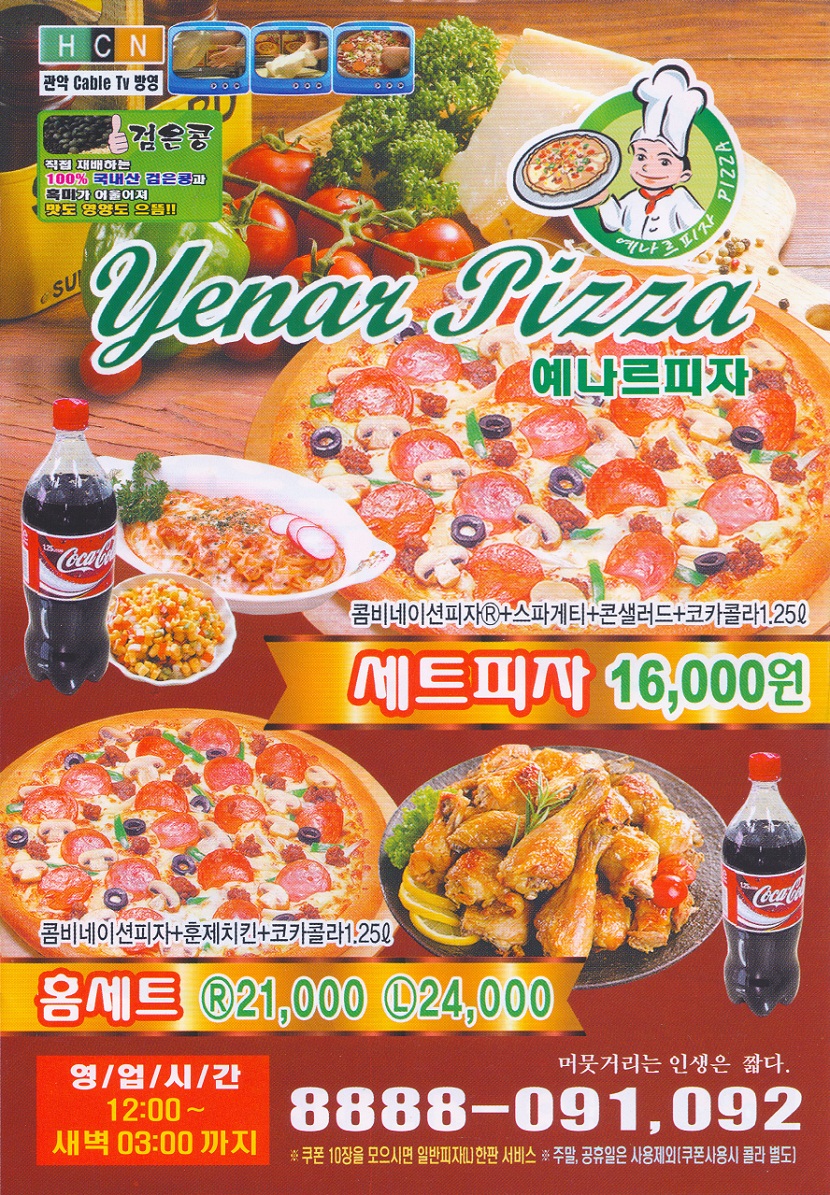 HCN
관악 Cable Tv 방영
검은콩
직접 재배하는
100% 국내산 검은콩과
흑미가 어울어져
맛도 영양도 으뜸!!
예나르피자 PIZZA
Yenar Pizza
예나르피자
1.25
Coca-Cola
콤비네이션피자Ⓡ+스파게티+콘샐러드+코카콜라1.25ℓ
세트피자 16,000원
1.25
Coca-Cola
콤비네이션피자+훈제치킨+코카콜라1.25ℓ
홈세트 Ⓡ21,000 Ⓛ24,000
영/업/시/간
12:00~
새벽 03:00 까지
머뭇거리는 인생은 짧다.
8888-091,092
※쿠폰 10장을 모으시면 일반피자(L)한판 서비스 ※주말, 공휴일은 사용제외(쿠폰사용시 콜라 별도)